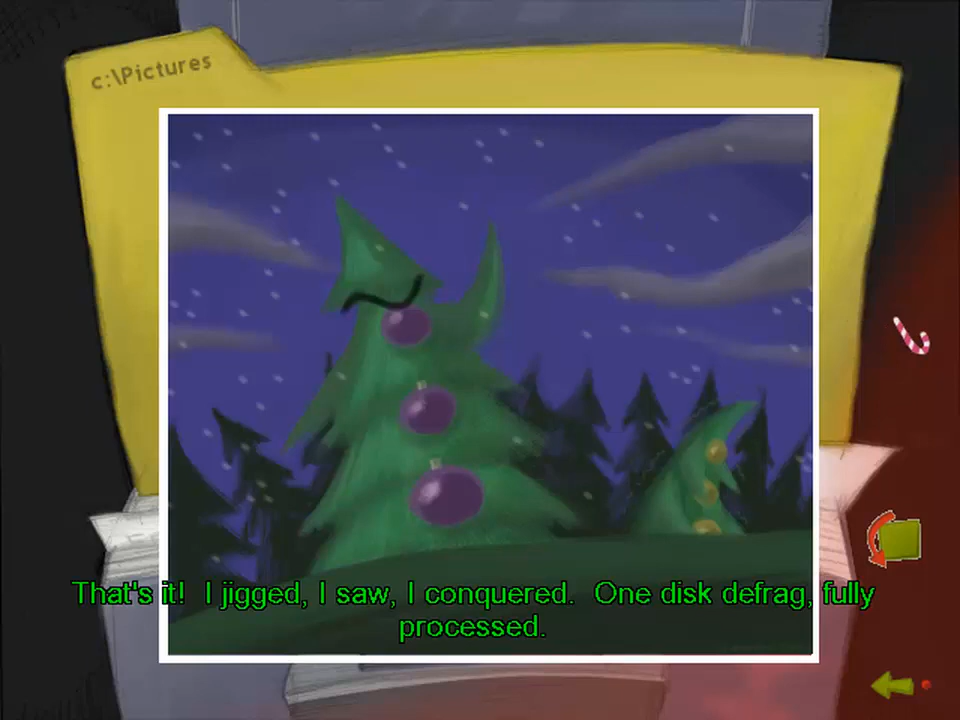 c:\Pictures
That's it!  I jigged, I saw, I conquered.  One disk defrag, fully
processed.